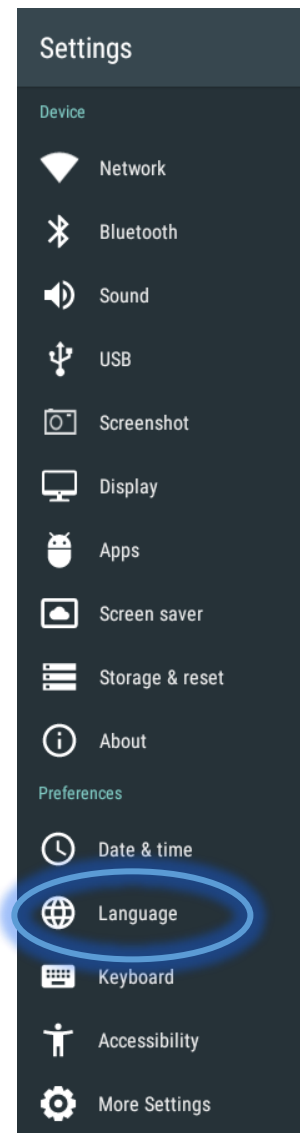 Settings
Device
Network
Bluetooth
Sound
USB
Screenshot
Display
Apps
Screen saver
Storage & reset
About
Preferences
Date & time
Language
Keyboard
Accessibility
More Settings